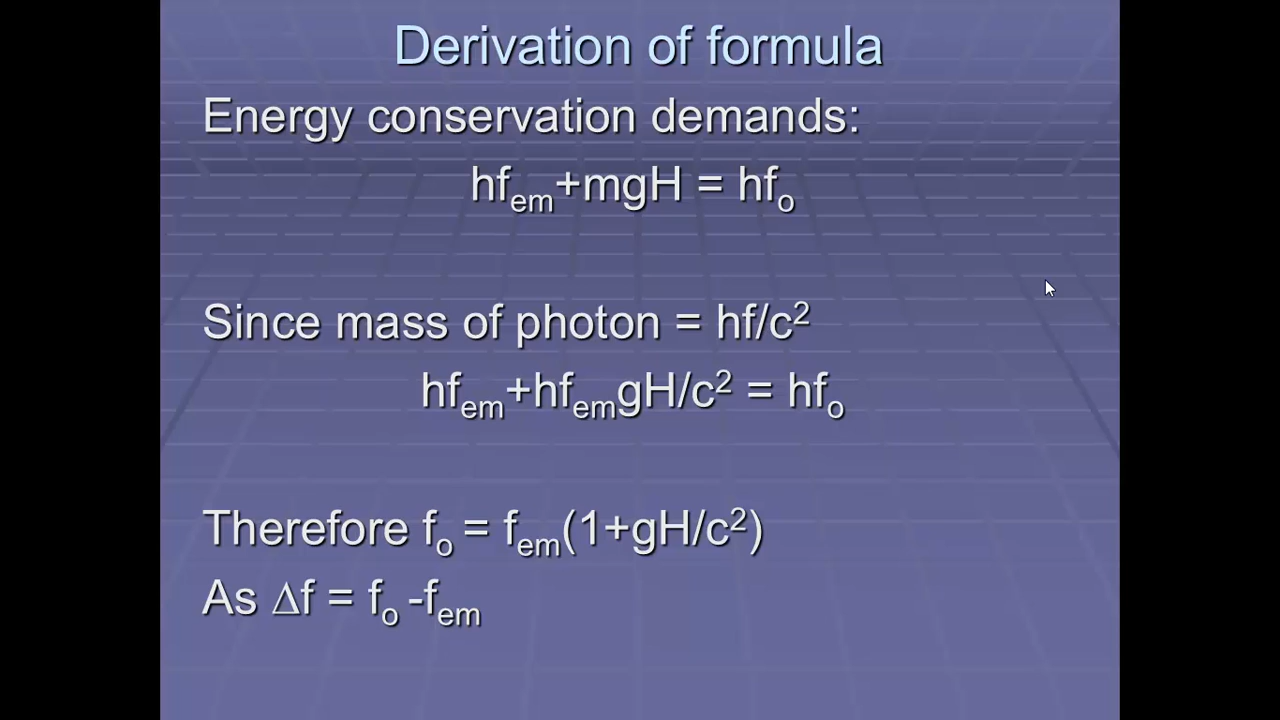 Derivation of formula
Energy conservation demands:
hfem+mgH = hfo
Since mass of photon = hf/c²
hfem+hfemgH/c² = hfo
Therefore fo = fem(1+gH/c²)
As Δf = fo -fem